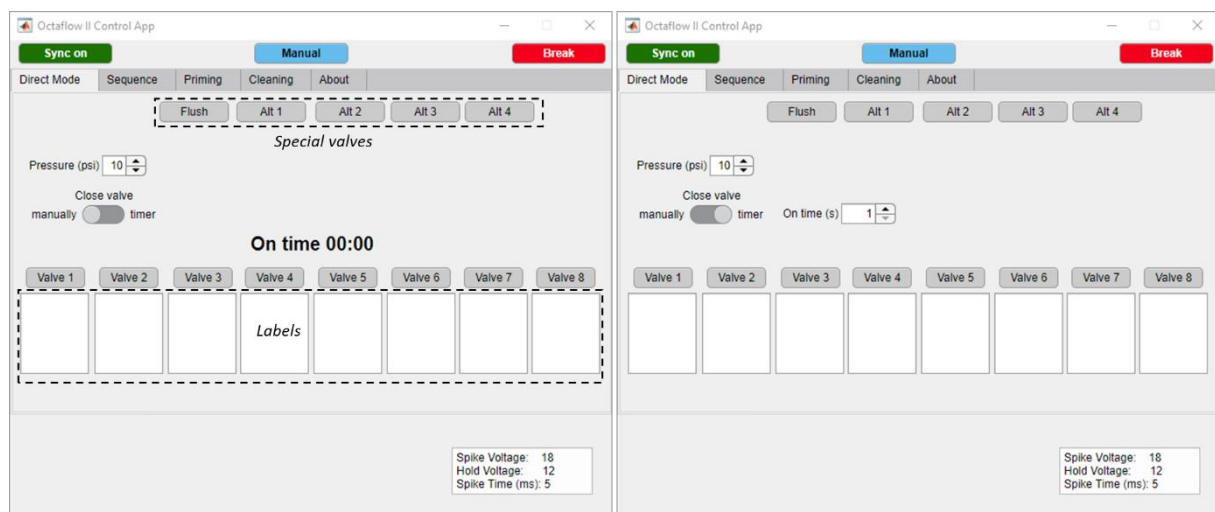 Octaflow II Control App
Sync on Manual Break
Direct Mode Sequence Priming Cleaning About
Flush Alt 1 Alt 2 Alt 3 Alt 4
Special valves
Pressure (psi) 10
Close valve
manually timer
On time 00:00
Valve 1 Valve 2 Valve 3 Valve 4 Valve 5 Valve 6 Valve 7 Valve 8
Labels
Spike Voltage: 18
Hold Voltage: 12
Spike Time (ms): 5
Octaflow II Control App
Sync on Manual Break
Direct Mode Sequence Priming Cleaning About
Flush Alt 1 Alt 2 Alt 3 Alt 4
Pressure (psi) 10
Close valve
manually timer On time (s) 1
Valve 1 Valve 2 Valve 3 Valve 4 Valve 5 Valve 6 Valve 7 Valve 8
Spike Voltage: 18
Hold Voltage: 12
Spike Time (ms): 5